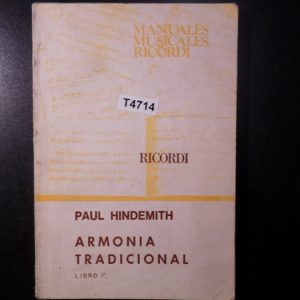 MANUALES
MUSICALES
RICORDI
T4714
RICORDI
PAUL HINDEMITH
ARMONIA
TRADICIONAL
LIBRO I°